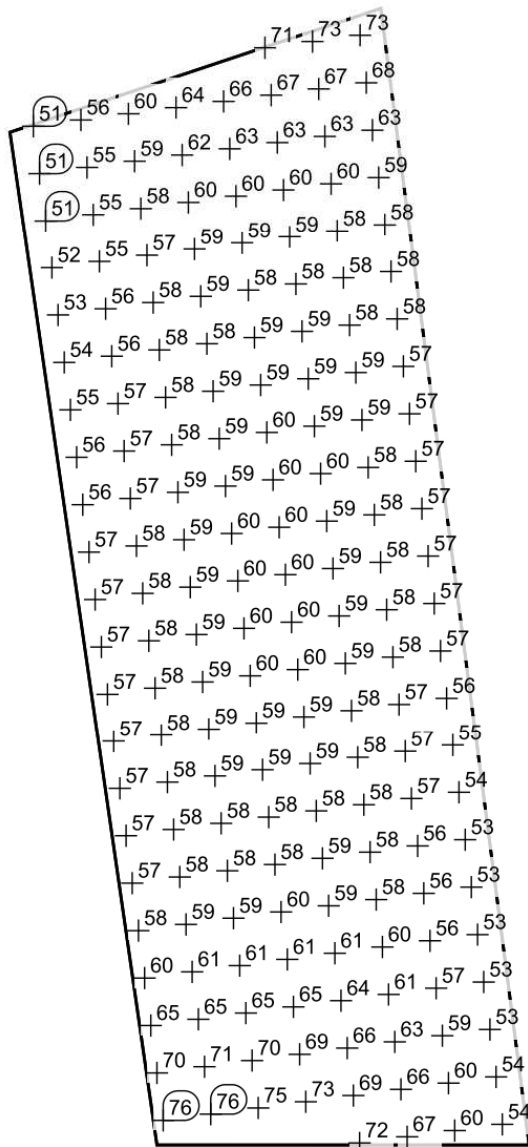 71 73 73
51 56 60 64 66 67 67 68
51 55 59 62 63 63 63 63
51 55 58 60 60 60 60 59
52 55 57 59 59 59 58 58
53 56 58 59 58 58 58 58
54 56 58 58 59 59 58 58
55 57 58 59 59 59 59 57
56 57 58 59 60 59 59 57
56 57 59 59 60 60 58 57
57 58 59 60 60 59 58 57
57 58 59 60 60 59 58 57
57 58 59 60 60 59 58 57
57 58 59 60 60 59 58 57
57 58 59 59 59 58 57 56
57 58 59 59 59 58 57 55
57 58 58 58 58 58 57 54
57 58 58 58 59 58 56 53
58 59 59 60 59 58 56 53
60 61 61 61 61 60 56 53
65 65 65 65 64 61 57 53
70 71 70 69 66 63 59 53
76 76 75 73 69 66 60 54
72 67 60 54